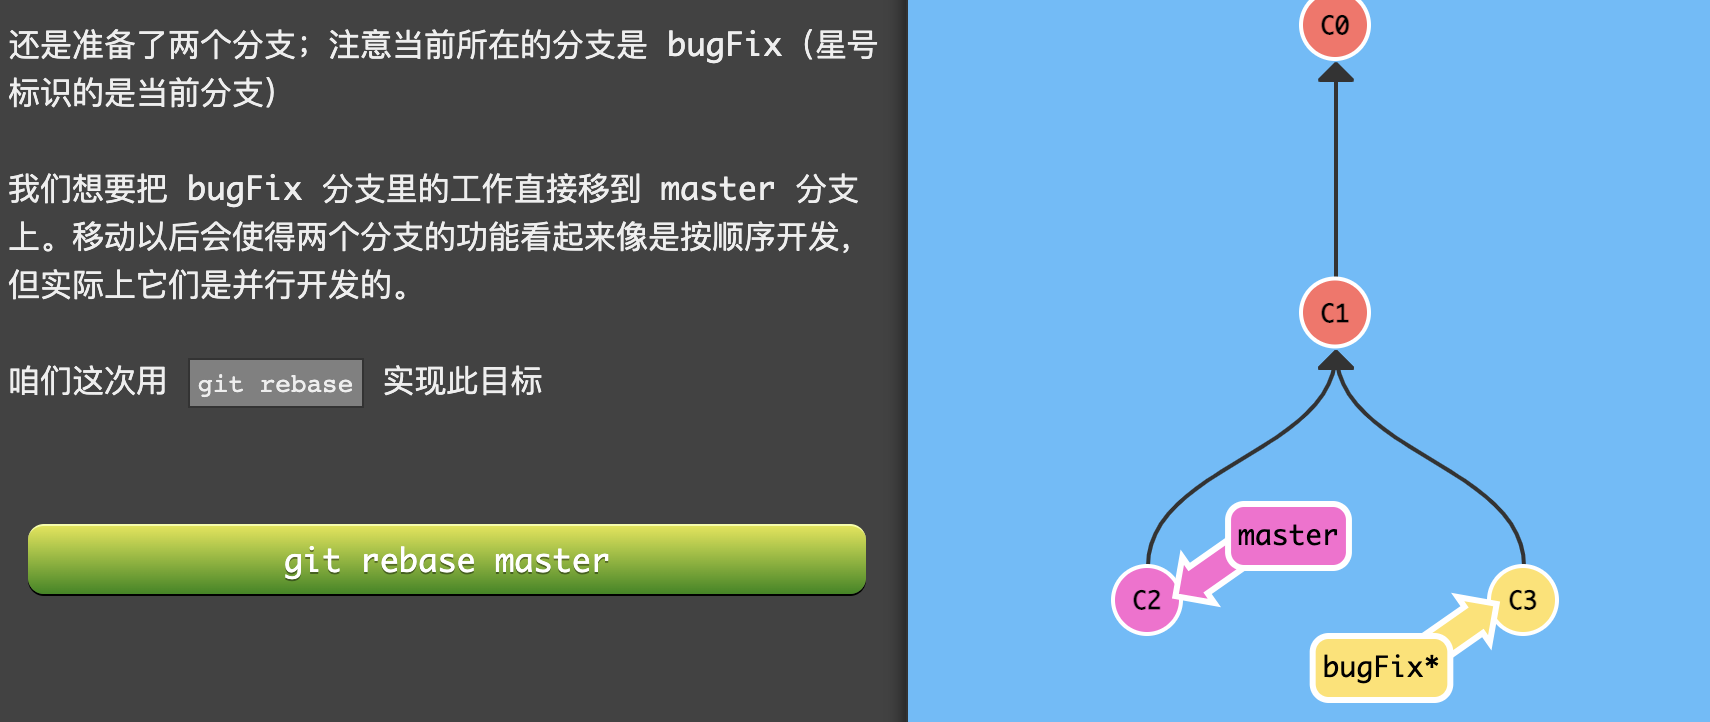 还是准备了两个分支；注意当前所在的分支是 bugFix（星号
标识的是当前分支）
我们想要把 bugFix 分支里的工作直接移到 master 分支
上。移动以后会使得两个分支的功能看起来像是按顺序开发，
但实际上它们是并行开发的。
咱们这次用 git rebase 实现此目标
git rebase master
C0
C1
master
C2
C3
bugFix*